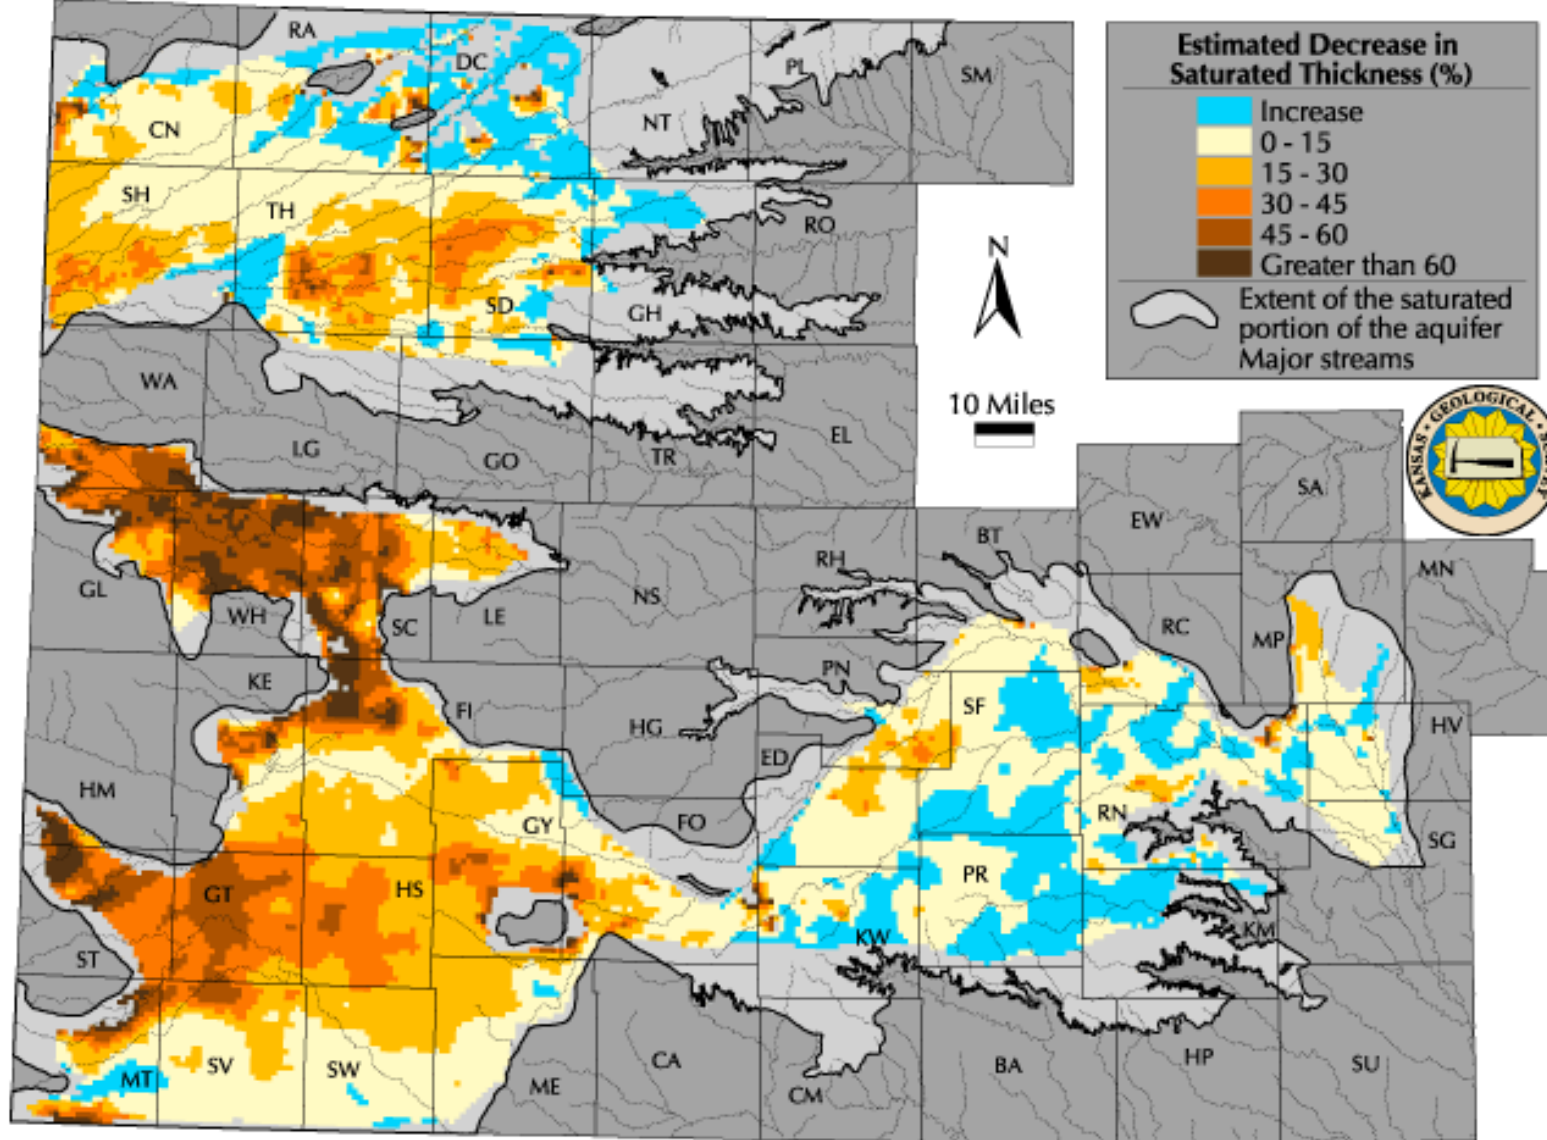 Estimated Decrease in
Saturated Thickness (%)
Increase
0 - 15
15 - 30
30 - 45
45 - 60
Greater than 60
Extent of the saturated
portion of the aquifer
Major streams
N
10 Miles
KANSAS • GEOLOGICAL •
RA
DC
PL
SM
CN
NT
SH
TH
RO
SD
GH
WA
LG
GO
TR
EL
SA
EW
BT
RH
MN
GL
WH
SC
LE
NS
RC
MP
PN
KE
FI
SF
HG
HV
ED
HM
GY
FO
RN
SG
GT
HS
PR
KW
KM
ST
MT
SV
SW
ME
CA
CM
BA
HP
SU